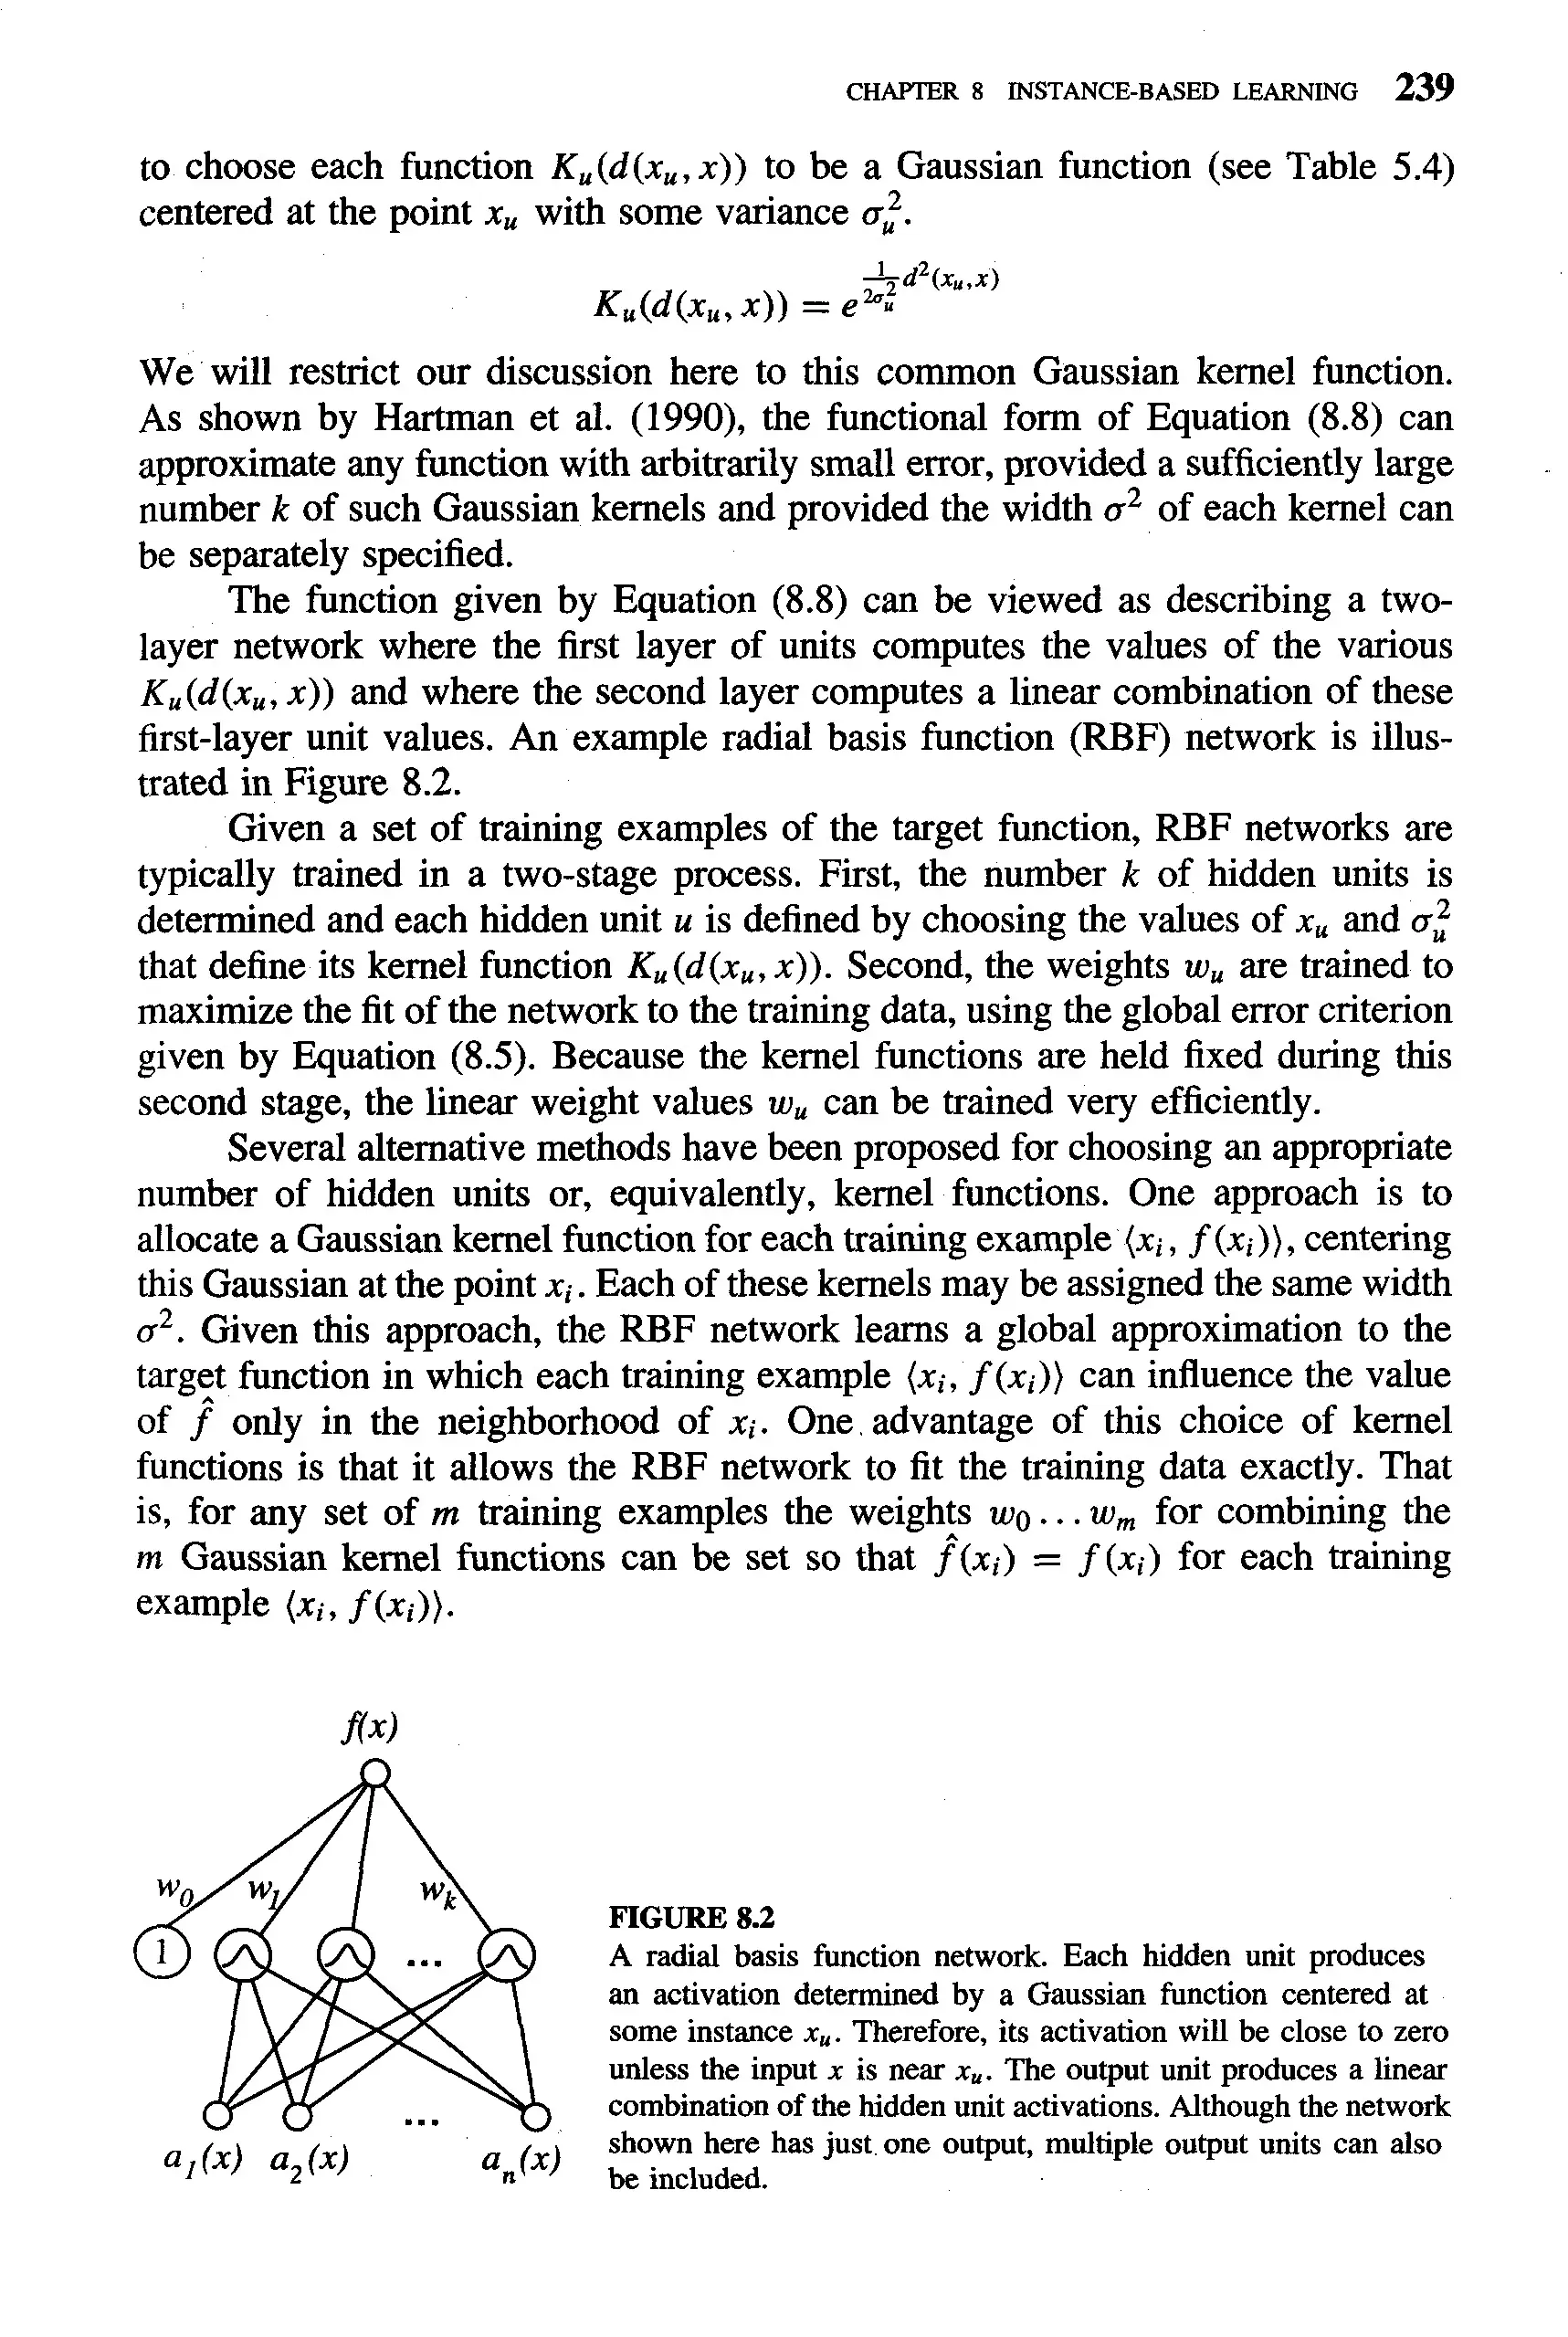 CHAPTER 8 INSTANCE-BASED LEARNING 239
to choose each function K_u(d(x_u, x)) to be a Gaussian function (see Table 5.4)
centered at the point x_u with some variance σ_u^2.
K_u(d(x_u, x)) = e^{\frac{1}{2σ_u^2} d^2(x_u, x)}
We will restrict our discussion here to this common Gaussian kernel function.
As shown by Hartman et al. (1990), the functional form of Equation (8.8) can
approximate any function with arbitrarily small error, provided a sufficiently large
number k of such Gaussian kernels and provided the width σ^2 of each kernel can
be separately specified.
The function given by Equation (8.8) can be viewed as describing a two-
layer network where the first layer of units computes the values of the various
K_u(d(x_u, x)) and where the second layer computes a linear combination of these
first-layer unit values. An example radial basis function (RBF) network is illus-
trated in Figure 8.2.
Given a set of training examples of the target function, RBF networks are
typically trained in a two-stage process. First, the number k of hidden units is
determined and each hidden unit u is defined by choosing the values of x_u and σ_u^2
that define its kernel function K_u(d(x_u, x)). Second, the weights w_u are trained to
maximize the fit of the network to the training data, using the global error criterion
given by Equation (8.5). Because the kernel functions are held fixed during this
second stage, the linear weight values w_u can be trained very efficiently.
Several alternative methods have been proposed for choosing an appropriate
number of hidden units or, equivalently, kernel functions. One approach is to
allocate a Gaussian kernel function for each training example ⟨x_i, f(x_i)⟩, centering
this Gaussian at the point x_i. Each of these kernels may be assigned the same width
σ^2. Given this approach, the RBF network learns a global approximation to the
target function in which each training example ⟨x_i, f(x_i)⟩ can influence the value
of f̂ only in the neighborhood of x_i. One advantage of this choice of kernel
functions is that it allows the RBF network to fit the training data exactly. That
is, for any set of m training examples the weights w_0 ... w_m for combining the
m Gaussian kernel functions can be set so that f̂(x_i) = f(x_i) for each training
example ⟨x_i, f(x_i)⟩.
f(x)
w_0 w_1 w_k
1 ...
...
a_1(x) a_2(x) a_n(x)
FIGURE 8.2
A radial basis function network. Each hidden unit produces
an activation determined by a Gaussian function centered at
some instance x_u. Therefore, its activation will be close to zero
unless the input x is near x_u. The output unit produces a linear
combination of the hidden unit activations. Although the network
shown here has just one output, multiple output units can also
be included.